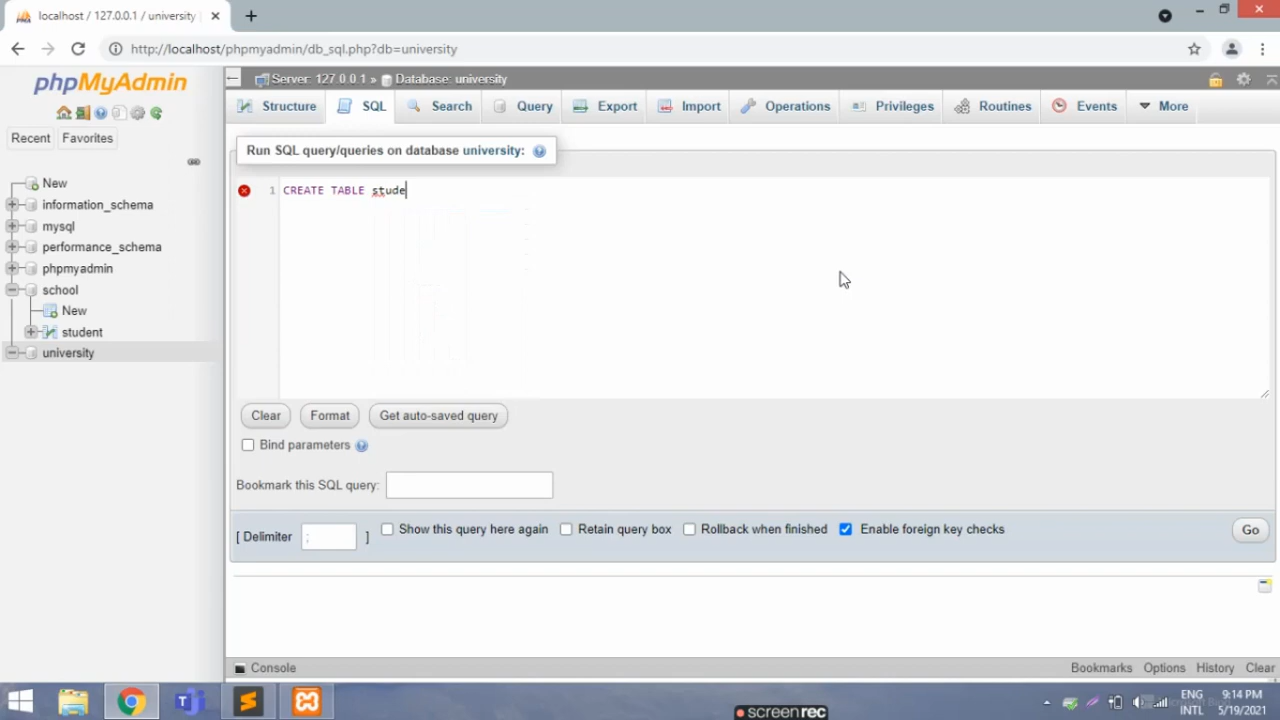 localhost / 127.0.0.1 / university
http://localhost/phpmyadmin/db_sql.php?db=university
phpMyAdmin
Recent Favorites
New
information_schema
mysql
performance_schema
phpmyadmin
school
New
student
university
Server: 127.0.0.1 » Database: university
Structure SQL Search Query Export Import Operations Privileges Routines Events More
Run SQL query/queries on database university:
1 CREATE TABLE stude
Clear Format Get auto-saved query
Bind parameters
Bookmark this SQL query:
[ Delimiter ; ] Show this query here again Retain query box Rollback when finished Enable foreign key checks Go
Console Bookmarks Options History Clear
ENG 9:14 PM
INTL 5/19/2021
screenrec